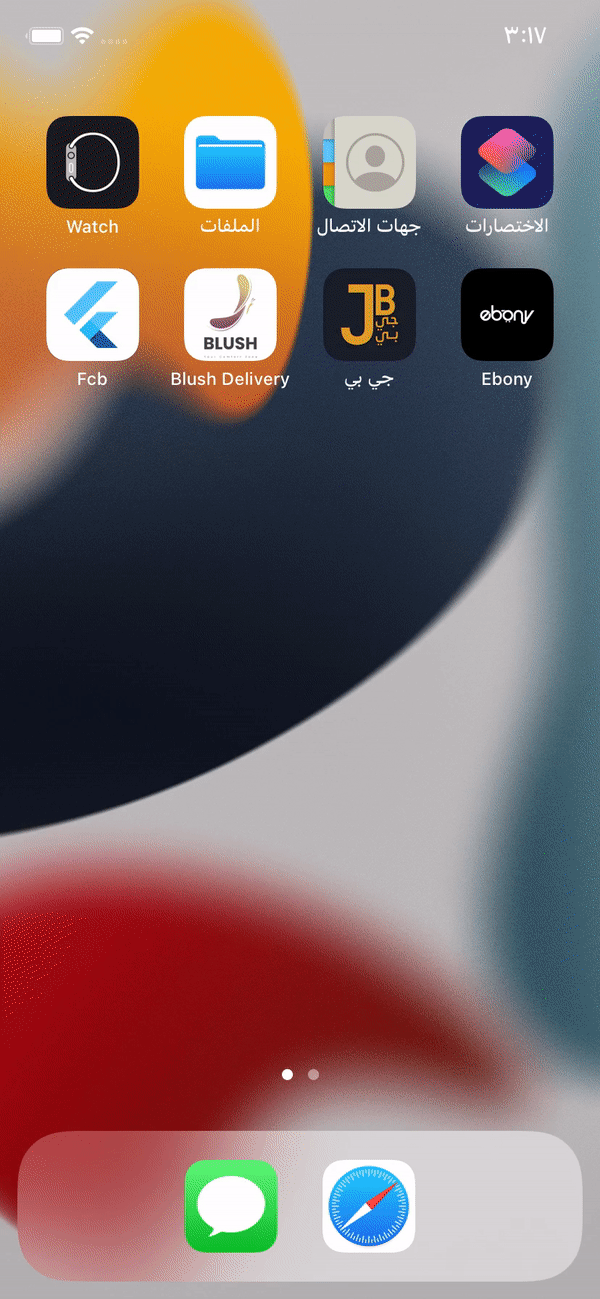 ٣:١٧
الاختصارات
جهات الاتصال
الملفات
Watch
ebony
JB
جي
بي
BLUSH
Ebony
جي بي
Blush Delivery
Fcb